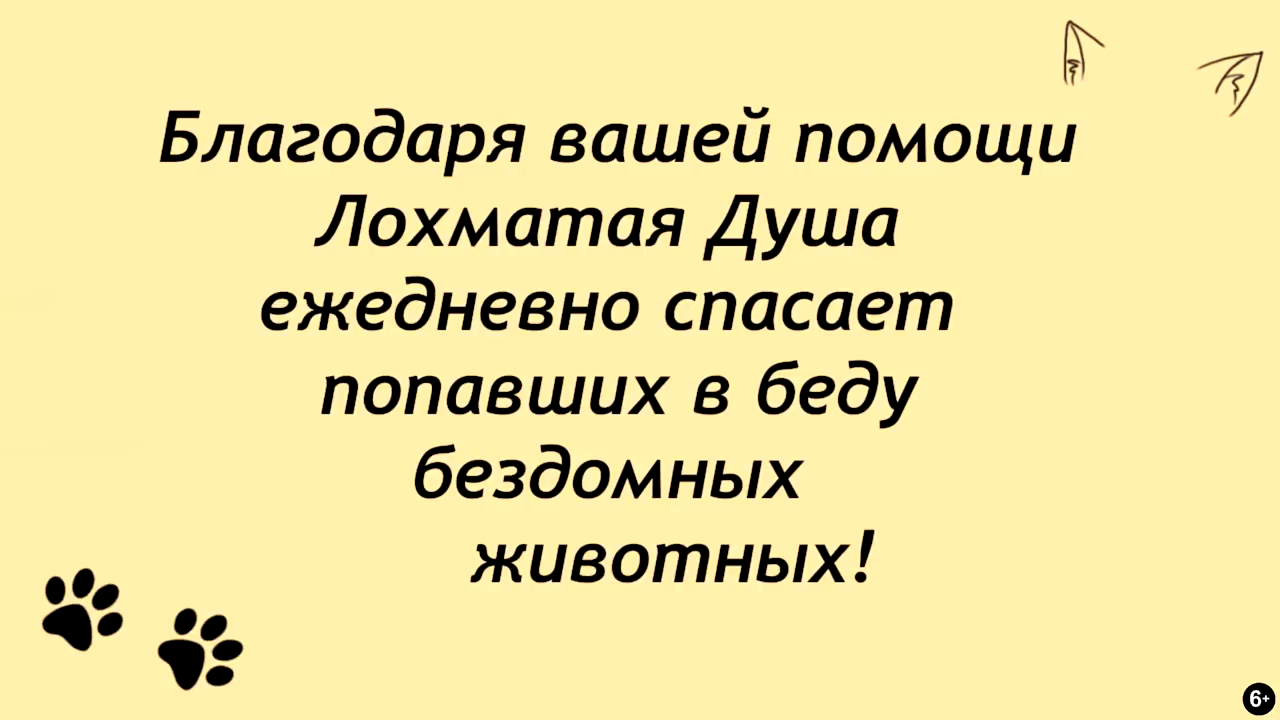 Благодаря вашей помощи
Лохматая Душа
ежедневно спасает
попавших в беду
бездомных
животных!
6+